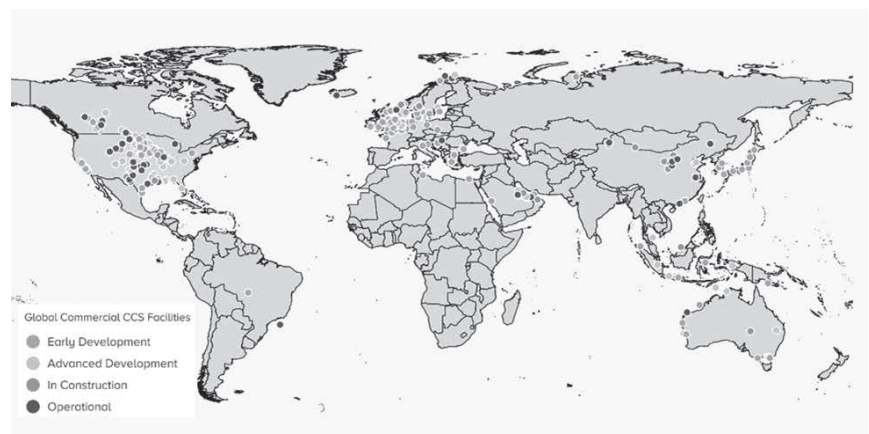 Global Commercial CCS Facilities
Early Development
Advanced Development
In Construction
Operational